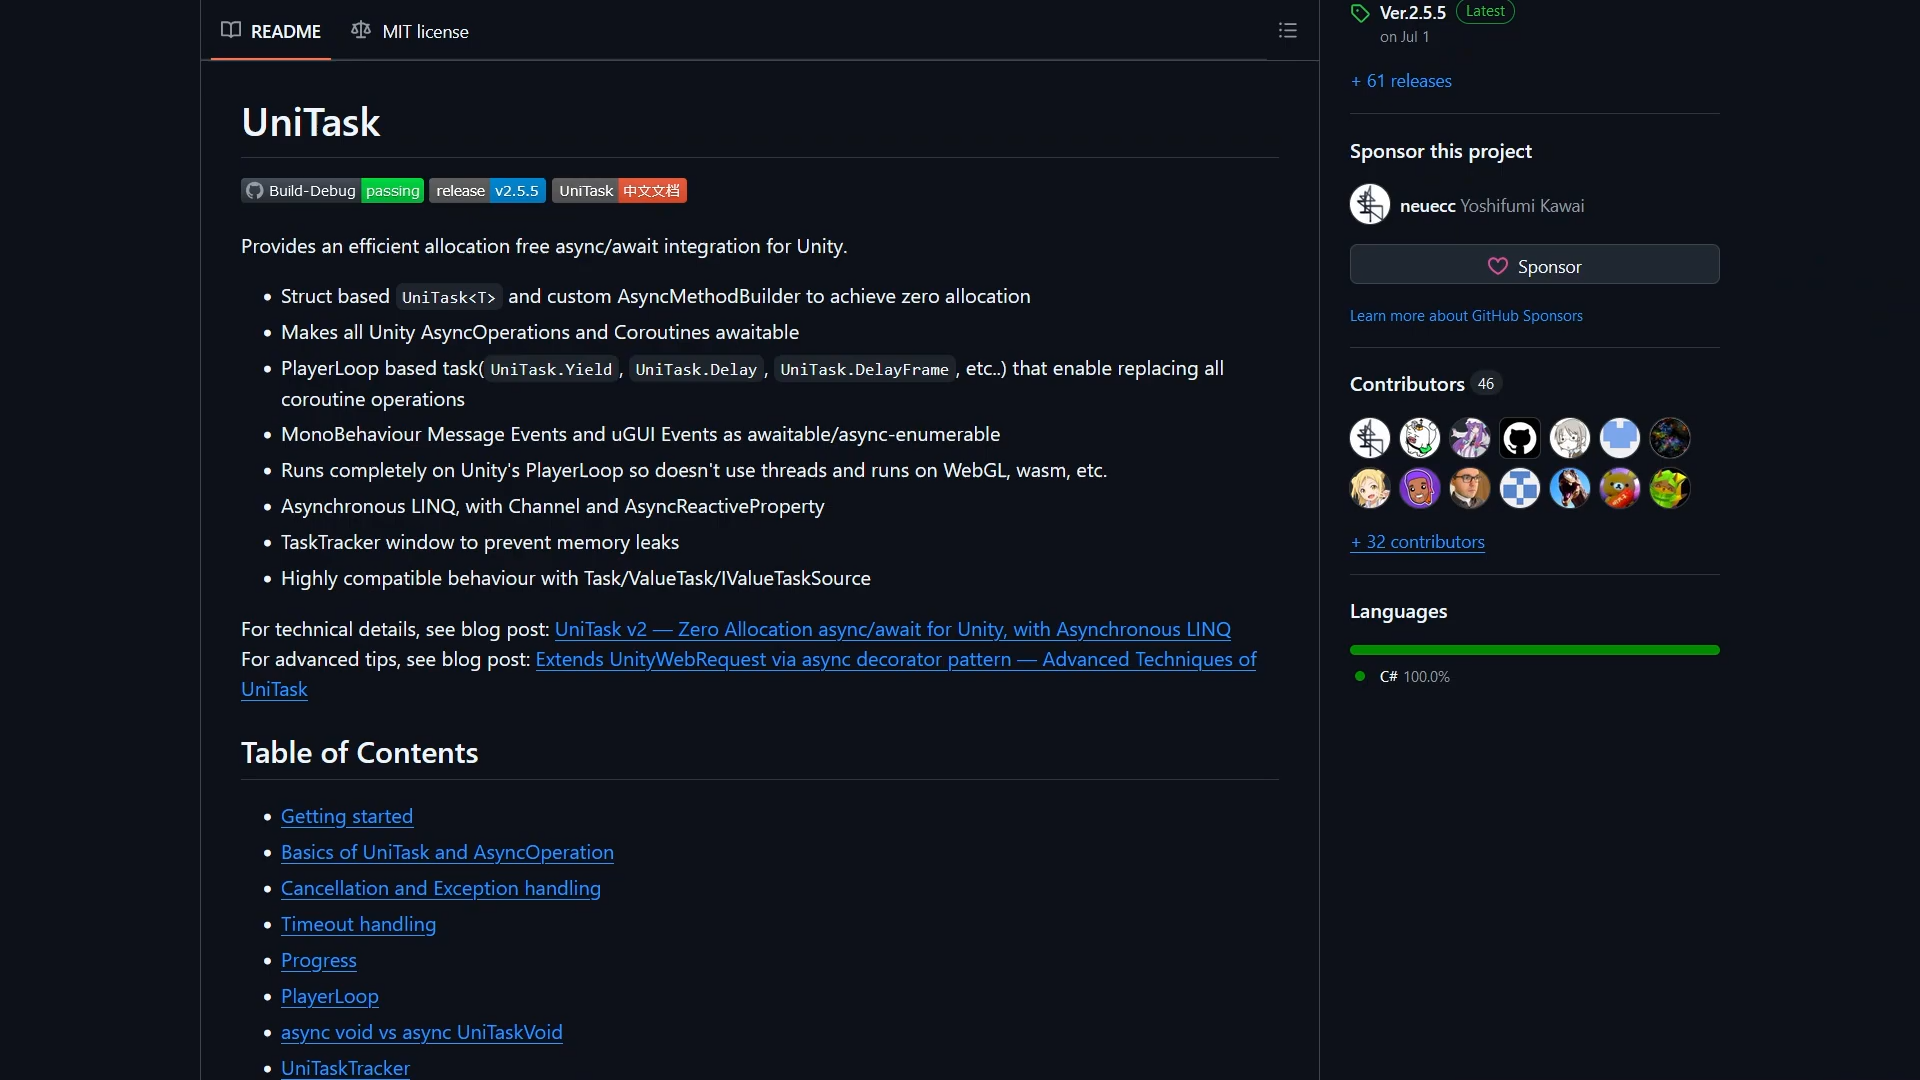 README
MIT license
UniTask
Build-Debug passing
release v2.5.5
UniTask 中文文档
Provides an efficient allocation free async/await integration for Unity.
Struct based UniTask<T> and custom AsyncMethodBuilder to achieve zero allocation
Makes all Unity AsyncOperations and Coroutines awaitable
PlayerLoop based task( UniTask.Yield , UniTask.Delay , UniTask.DelayFrame , etc..) that enable replacing all
coroutine operations
MonoBehaviour Message Events and uGUI Events as awaitable/async-enumerable
Runs completely on Unity's PlayerLoop so doesn't use threads and runs on WebGL, wasm, etc.
Asynchronous LINQ, with Channel and AsyncReactiveProperty
TaskTracker window to prevent memory leaks
Highly compatible behaviour with Task/ValueTask/IValueTaskSource
For technical details, see blog post: UniTask v2 — Zero Allocation async/await for Unity, with Asynchronous LINQ
For advanced tips, see blog post: Extends UnityWebRequest via async decorator pattern — Advanced Techniques of
UniTask
Table of Contents
Getting started
Basics of UniTask and AsyncOperation
Cancellation and Exception handling
Timeout handling
Progress
PlayerLoop
async void vs async UniTaskVoid
UniTaskTracker
Ver.2.5.5 Latest
on Jul 1
+ 61 releases
Sponsor this project
neuecc Yoshifumi Kawai
Sponsor
Learn more about GitHub Sponsors
Contributors 46
+ 32 contributors
Languages
C# 100.0%